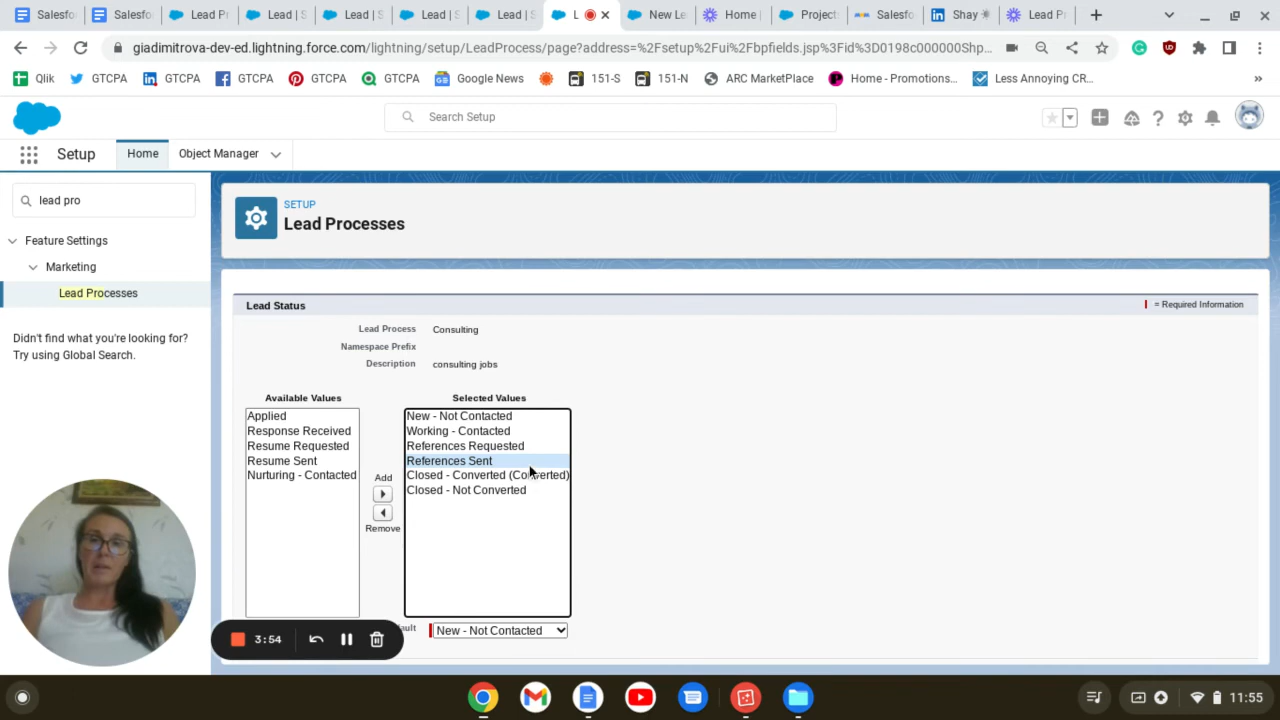 Salesfo
Salesfo
Lead Pr
Lead | S
Lead | S
Lead | S
Lead | S
L
New Le
Home |
Project
Salesfo
Shay
Lead Pr
giadimitrova-dev-ed.lightning.force.com/lightning/setup/LeadProcess/page?address=%2Fsetup%2Fui%2Fbpfields.jsp%3Fid%3D0198c000000Shp...
Qlik
GTCPA
GTCPA
GTCPA
GTCPA
GTCPA
Google News
151-S
151-N
ARC MarketPlace
Home - Promotions...
Less Annoying CR...
»
Search Setup
Setup
Home
Object Manager
lead pro
Feature Settings
Marketing
Lead Processes
Didn't find what you're looking for?
Try using Global Search.
SETUP
Lead Processes
Lead Status
= Required Information
Lead Process Consulting
Namespace Prefix
Description consulting jobs
Available Values
Applied
Response Received
Resume Requested
Resume Sent
Nurturing - Contacted
Add
Remove
Selected Values
New - Not Contacted
Working - Contacted
References Requested
References Sent
Closed - Converted (Converted)
Closed - Not Converted
ault New - Not Contacted
3:54
11:55